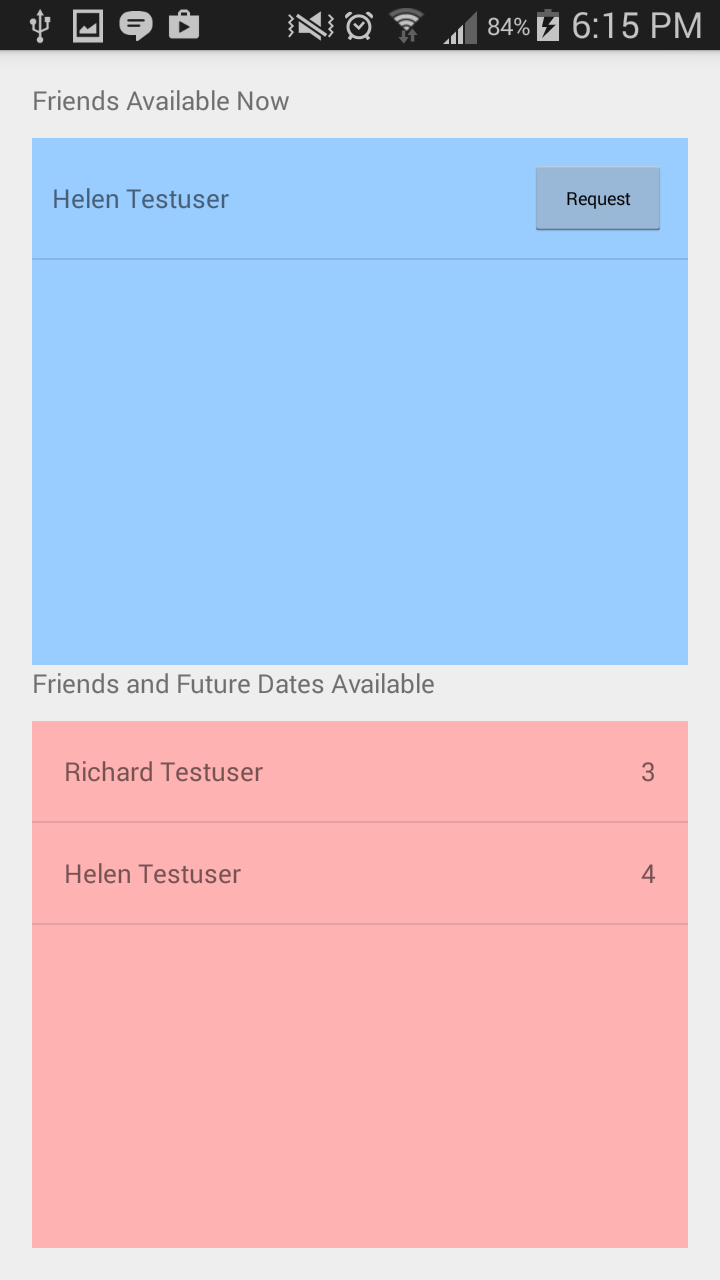 84% 6:15 PM
Friends Available Now
Helen Testuser Request
Friends and Future Dates Available
Richard Testuser 3
Helen Testuser 4